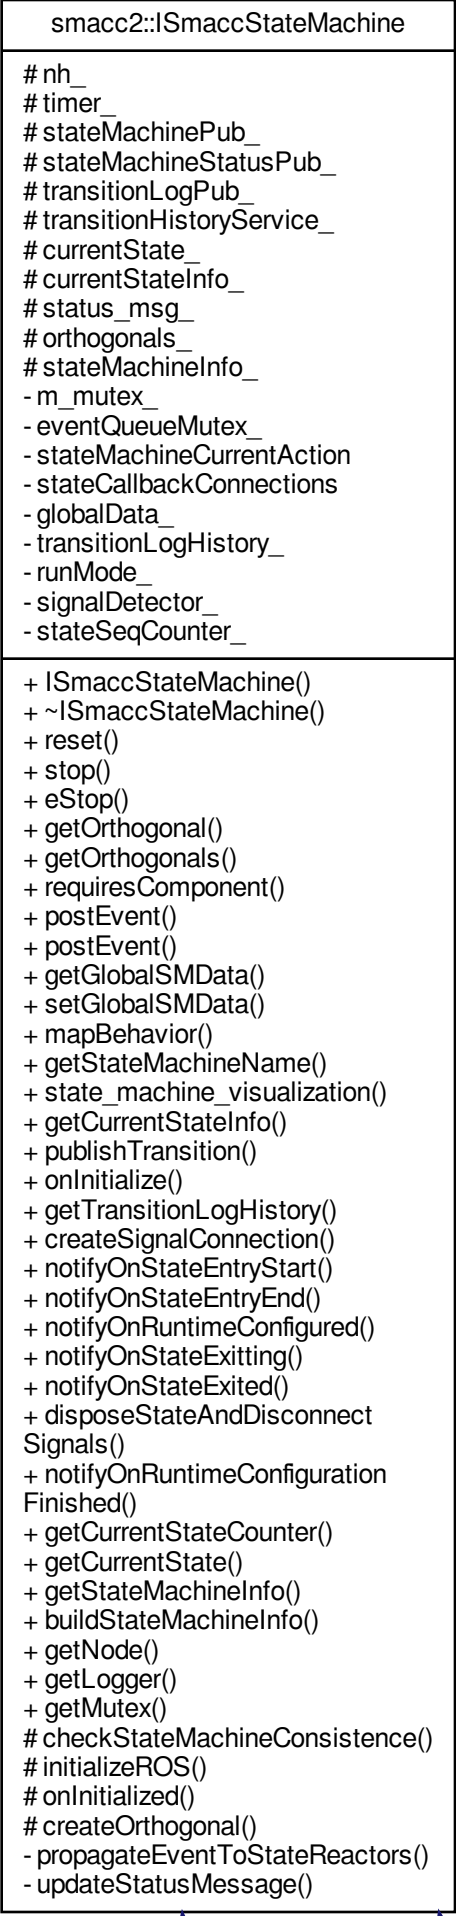 smacc2::ISmaccStateMachine
# nh_
# timer_
# stateMachinePub_
# stateMachineStatusPub_
# transitionLogPub_
# transitionHistoryService_
# currentState_
# currentStateInfo_
# status_msg_
# orthogonals_
# stateMachineInfo_
- m_mutex_
- eventQueueMutex_
- stateMachineCurrentAction
- stateCallbackConnections
- globalData_
- transitionLogHistory_
- runMode_
- signalDetector_
- stateSeqCounter_
+ ISmaccStateMachine()
+ ~ISmaccStateMachine()
+ reset()
+ stop()
+ eStop()
+ getOrthogonal()
+ getOrthogonals()
+ requiresComponent()
+ postEvent()
+ postEvent()
+ getGlobalSMData()
+ setGlobalSMData()
+ mapBehavior()
+ getStateMachineName()
+ state_machine_visualization()
+ getCurrentStateInfo()
+ publishTransition()
+ onInitialize()
+ getTransitionLogHistory()
+ createSignalConnection()
+ notifyOnStateEntryStart()
+ notifyOnStateEntryEnd()
+ notifyOnRuntimeConfigured()
+ notifyOnStateExitting()
+ notifyOnStateExited()
+ disposeStateAndDisconnect
Signals()
+ notifyOnRuntimeConfiguration
Finished()
+ getCurrentStateCounter()
+ getCurrentState()
+ getStateMachineInfo()
+ buildStateMachineInfo()
+ getNode()
+ getLogger()
+ getMutex()
# checkStateMachineConsistence()
# initializeROS()
# onInitialized()
# createOrthogonal()
- propagateEventToStateReactors()
- updateStatusMessage()